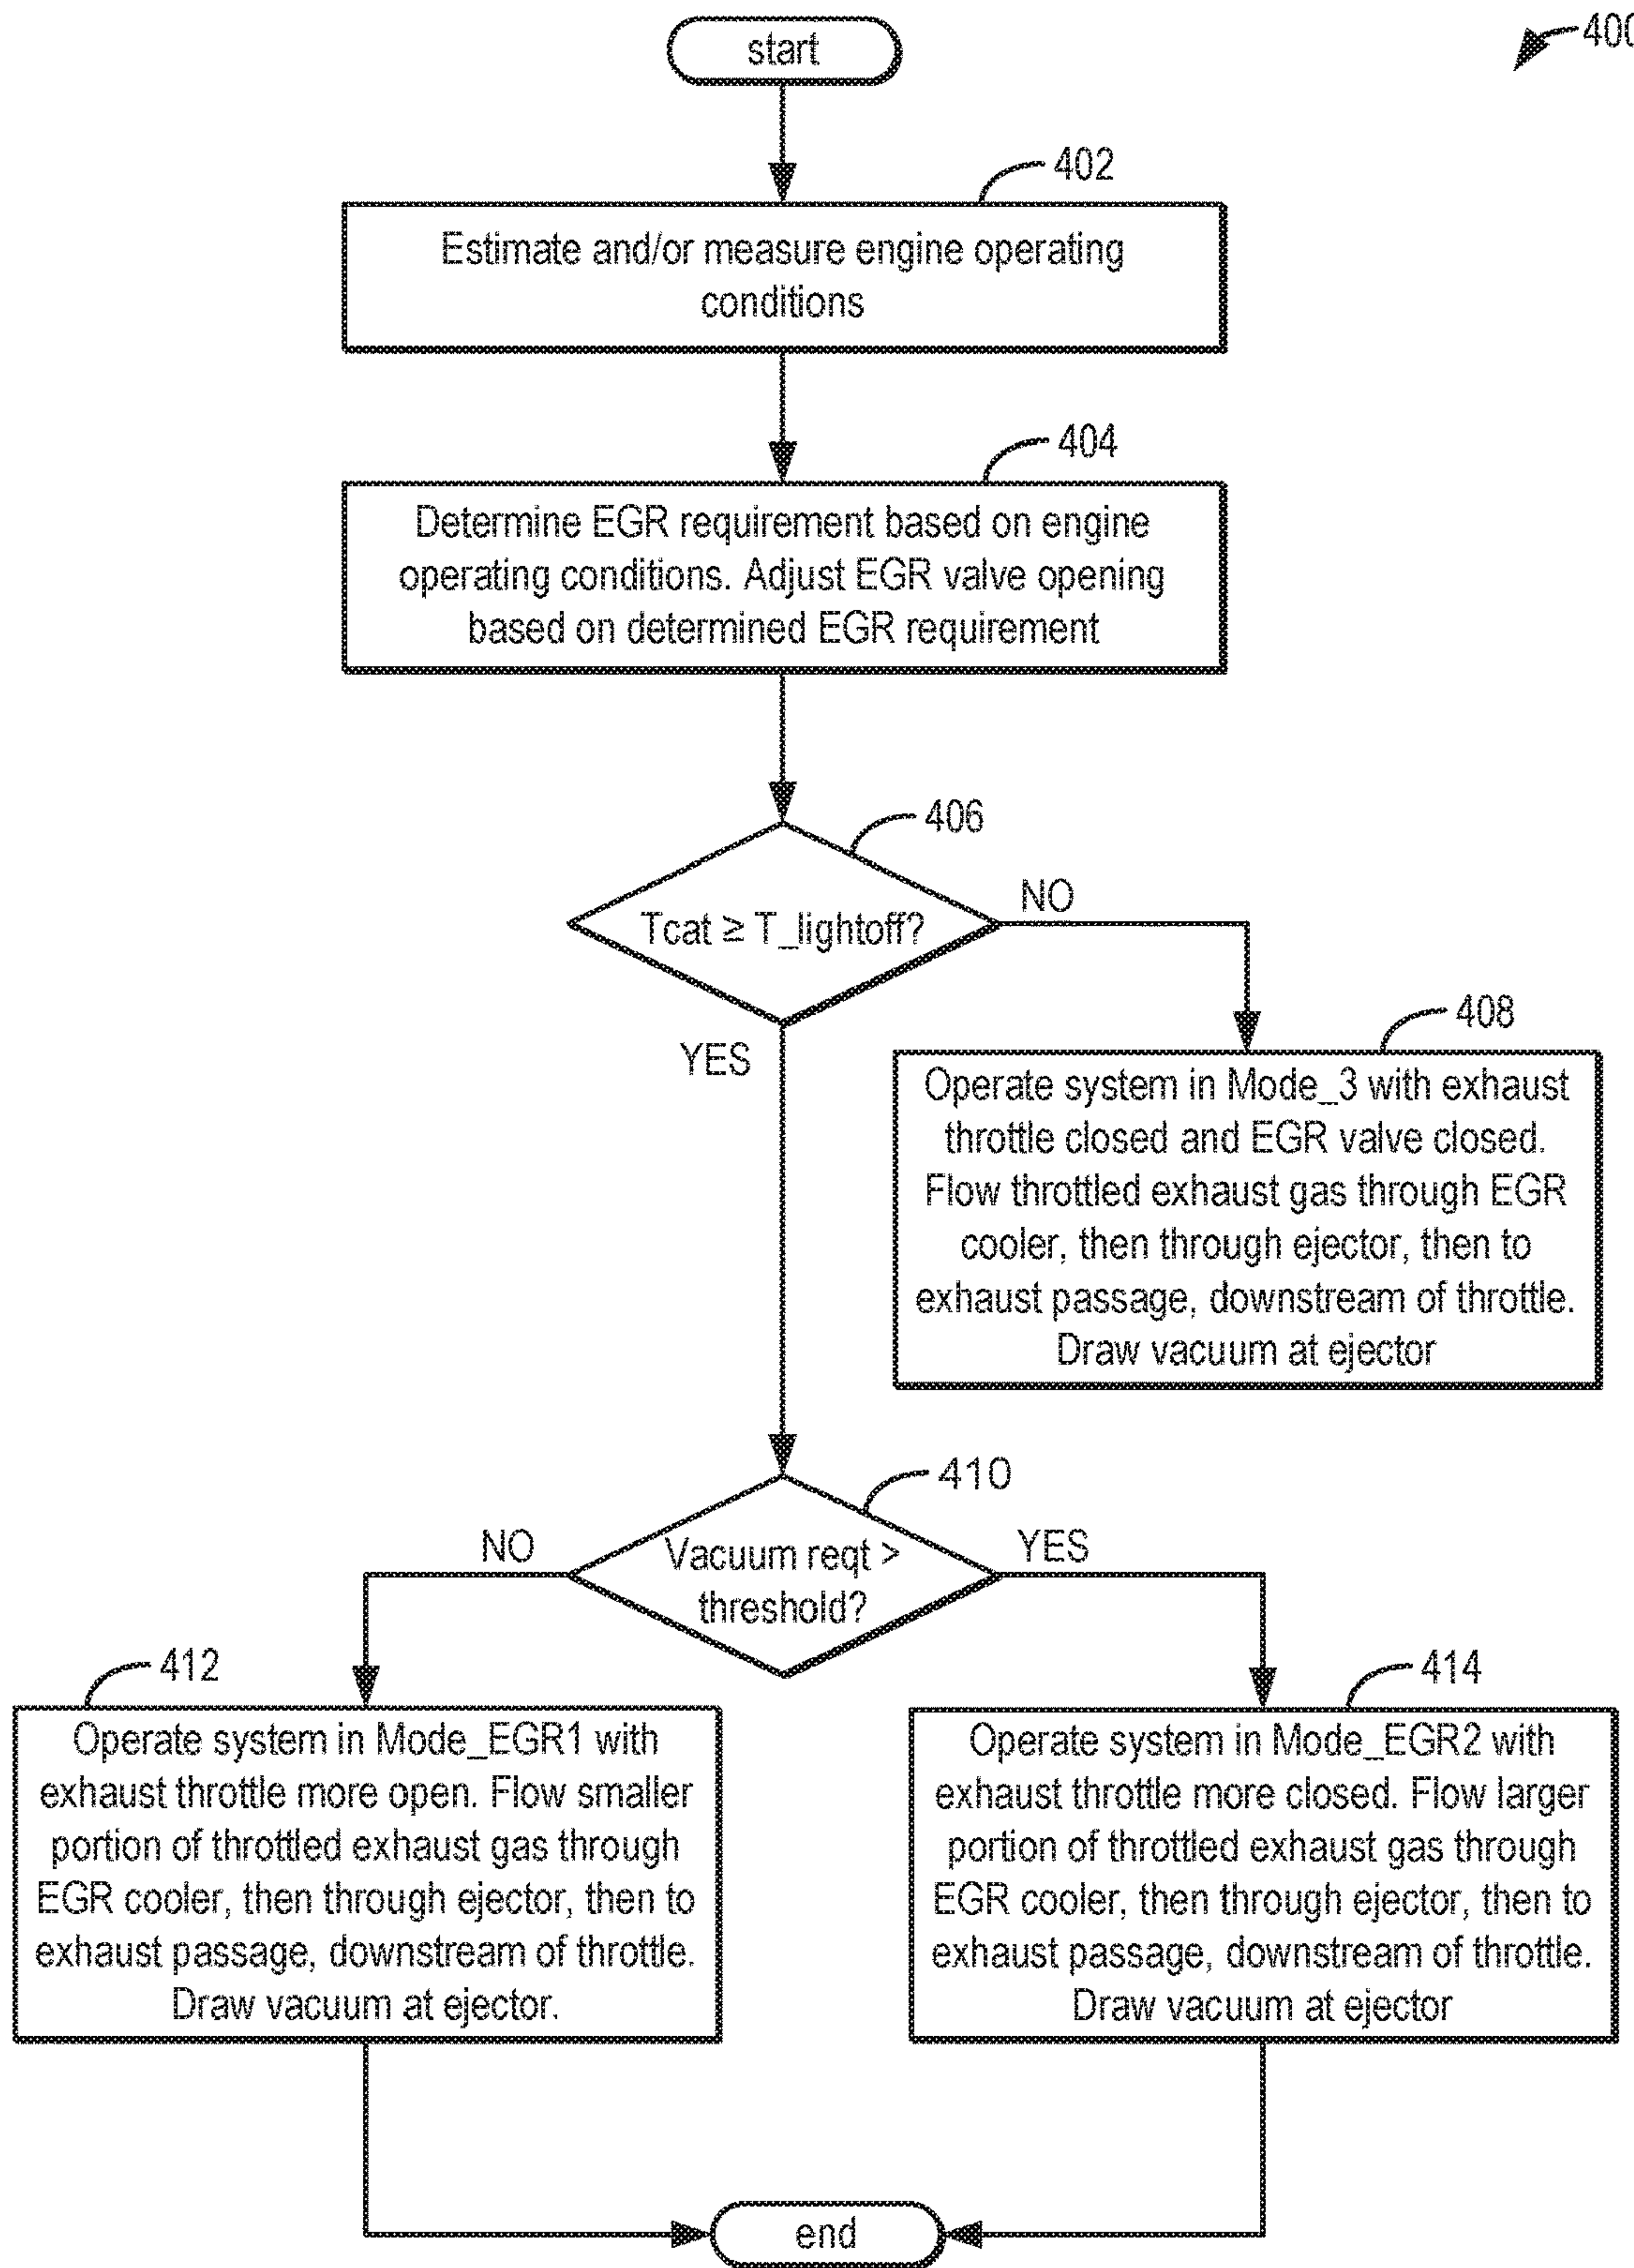 start
400
402
Estimate and/or measure engine operating
conditions
404
Determine EGR requirement based on engine
operating conditions. Adjust EGR valve opening
based on determined EGR requirement
406
Tcat ≥ T_lightoff?
NO
YES
408
Operate system in Mode_3 with exhaust
throttle closed and EGR valve closed.
Flow throttled exhaust gas through EGR
cooler, then through ejector, then to
exhaust passage, downstream of throttle.
Draw vacuum at ejector
410
Vacuum reqt >
threshold?
NO
YES
412
Operate system in Mode_EGR1 with
exhaust throttle more open. Flow smaller
portion of throttled exhaust gas through
EGR cooler, then through ejector, then to
exhaust passage, downstream of throttle.
Draw vacuum at ejector.
414
Operate system in Mode_EGR2 with
exhaust throttle more closed. Flow larger
portion of throttled exhaust gas through
EGR cooler, then through ejector, then to
exhaust passage, downstream of throttle.
Draw vacuum at ejector
end